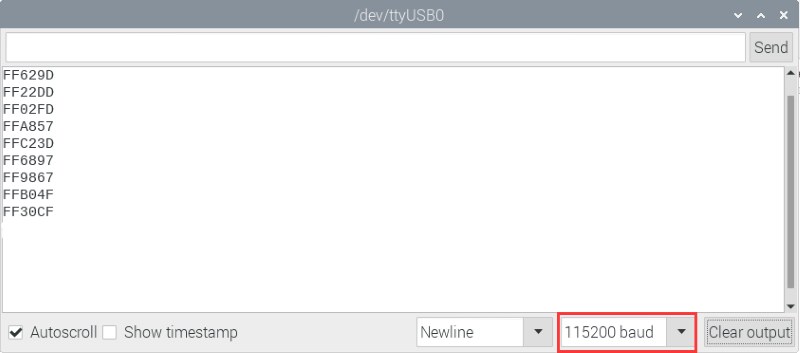 /dev/ttyUSB0
Send
FF629D
FF22DD
FF02FD
FFA857
FFC23D
FF6897
FF9867
FFB04F
FF30CF
Autoscroll Show timestamp Newline 115200 baud Clear output